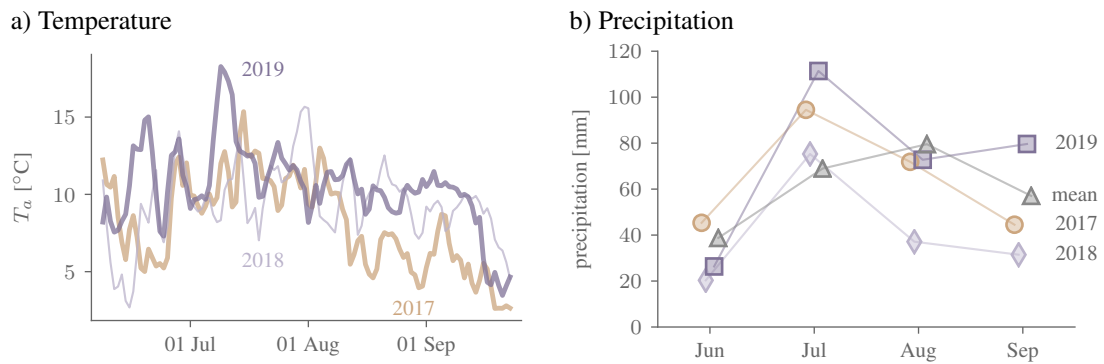 a) Temperature
b) Precipitation
Tₐ [°C]
15
10
5
01 Jul
01 Aug
01 Sep
2019
2018
2017
precipitation [mm]
120
100
80
60
40
20
0
Jun
Jul
Aug
Sep
2019
mean
2017
2018